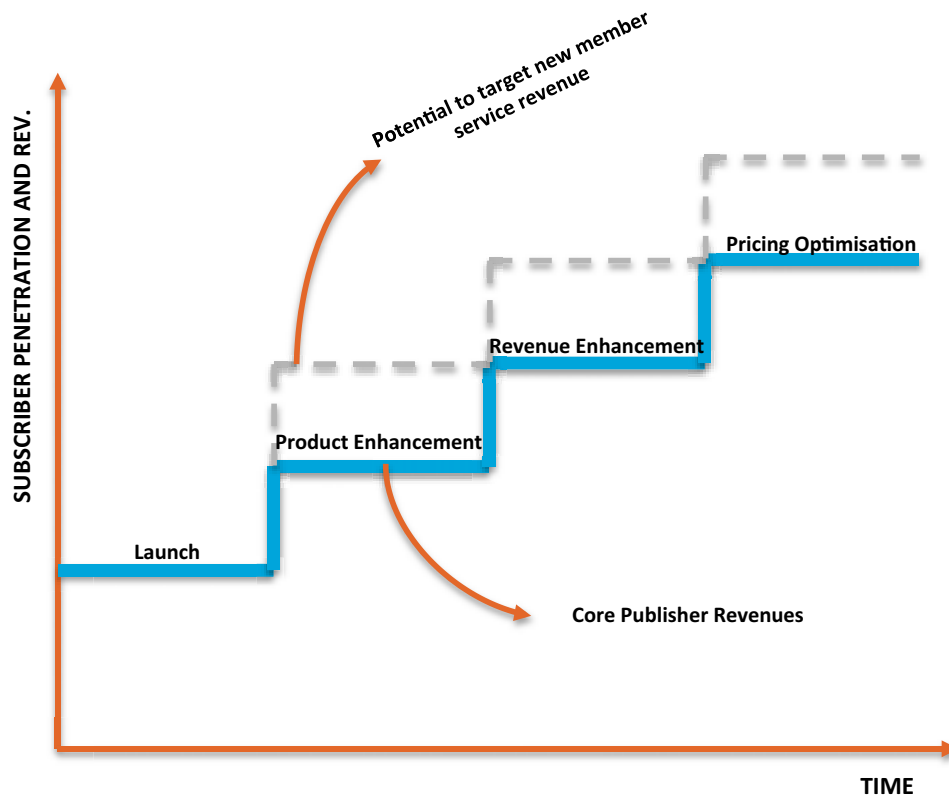 Potential to target new member
service revenue
SUBSCRIBER PENETRATION AND REV.
Pricing Optimisation
Revenue Enhancement
Product Enhancement
Launch
Core Publisher Revenues
TIME